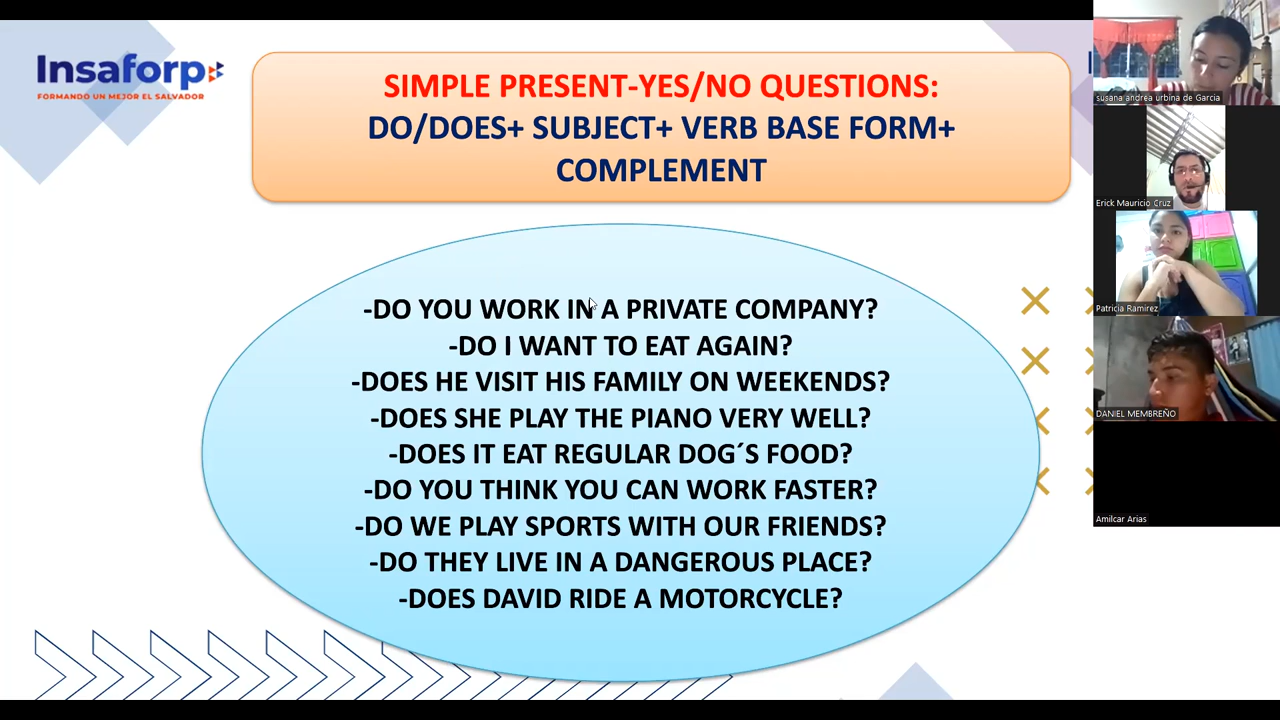 Insaforp
FORMANDO UN MEJOR EL SALVADOR
SIMPLE PRESENT-YES/NO QUESTIONS:
DO/DOES+ SUBJECT+ VERB BASE FORM+
COMPLEMENT
-DO YOU WORK IN A PRIVATE COMPANY?
-DO I WANT TO EAT AGAIN?
-DOES HE VISIT HIS FAMILY ON WEEKENDS?
-DOES SHE PLAY THE PIANO VERY WELL?
-DOES IT EAT REGULAR DOG´S FOOD?
-DO YOU THINK YOU CAN WORK FASTER?
-DO WE PLAY SPORTS WITH OUR FRIENDS?
-DO THEY LIVE IN A DANGEROUS PLACE?
-DOES DAVID RIDE A MOTORCYCLE?
susana andrea urbina de Garcia
Erick Mauricio Cruz
Patricia Ramirez
DANIEL MEMBREÑO
Amilcar Arias